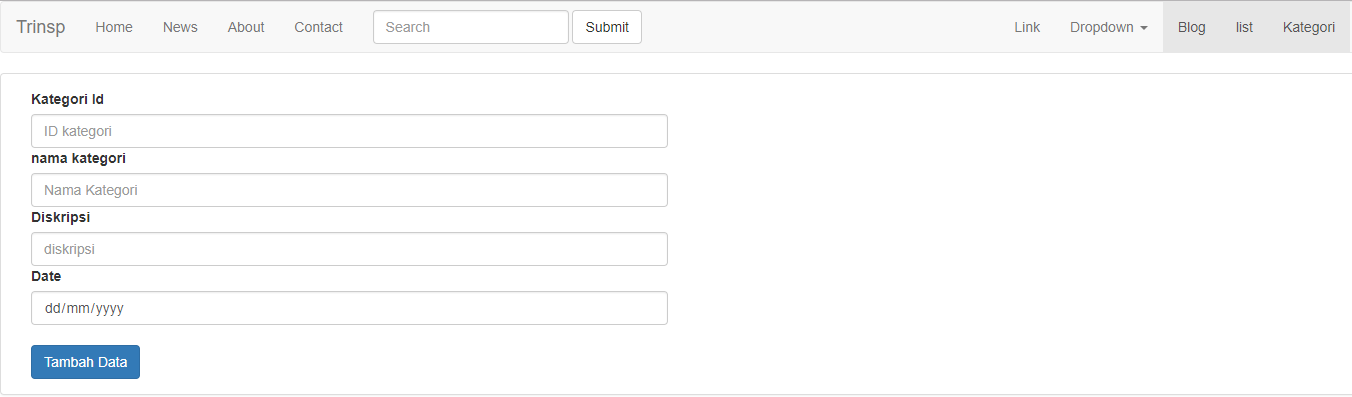 Trinsp Home News About Contact Search Submit Link Dropdown Blog list Kategori
Kategori Id
ID kategori
nama kategori
Nama Kategori
Diskripsi
diskripsi
Date
dd/mm/yyyy
Tambah Data